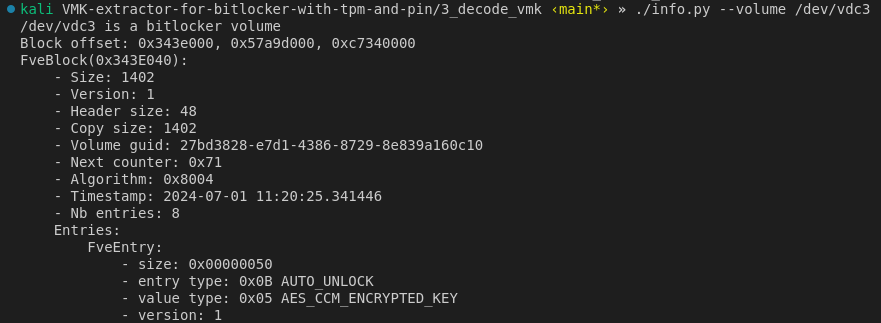 kali VMK-extractor-for-bitlocker-with-tpm-and-pin/3_decode_vmk ‹main*› » ./info.py --volume /dev/vdc3
/dev/vdc3 is a bitlocker volume
Block offset: 0x343e000, 0x57a9d000, 0xc7340000
FveBlock(0x343E040):
    - Size: 1402
    - Version: 1
    - Header size: 48
    - Copy size: 1402
    - Volume guid: 27bd3828-e7d1-4386-8729-8e839a160c10
    - Next counter: 0x71
    - Algorithm: 0x8004
    - Timestamp: 2024-07-01 11:20:25.341446
    - Nb entries: 8
    Entries:
        FveEntry:
            - size: 0x00000050
            - entry type: 0x0B AUTO_UNLOCK
            - value type: 0x05 AES_CCM_ENCRYPTED_KEY
            - version: 1